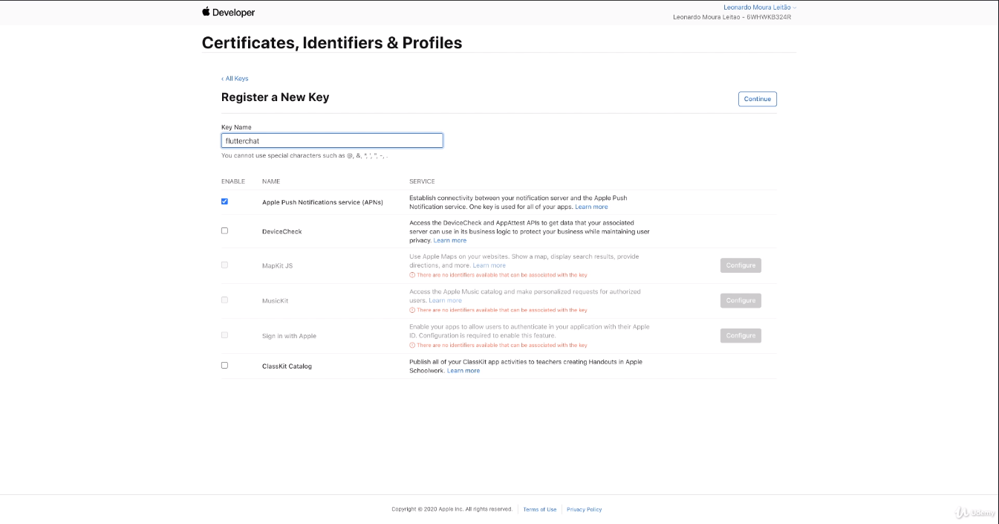 Developer
Leonardo Moura Leitão
Leonardo Moura Leitao - 6WHWKB324R
Certificates, Identifiers & Profiles
‹ All Keys
Register a New Key
Continue
Key Name
flutterchat
You cannot use special characters such as @, &, *, ', ", -, .
ENABLE NAME SERVICE
Apple Push Notifications service (APNs)
Establish connectivity between your notification server and the Apple Push
Notification service. One key is used for all of your apps. Learn more
DeviceCheck
Access the DeviceCheck and AppAttest APIs to get data that your associated
server can use in its business logic to protect your business while maintaining user
privacy. Learn more
MapKit JS
Use Apple Maps on your websites. Show a map, display search results, provide
directions, and more. Learn more
There are no identifiers available that can be associated with the key
Configure
MusicKit
Access the Apple Music catalog and make personalized requests for authorized
users. Learn more
There are no identifiers available that can be associated with the key
Configure
Sign in with Apple
Enable your apps to allow users to authenticate in your application with their Apple
ID. Configuration is required to enable this feature.
There are no identifiers available that can be associated with the key
Configure
ClassKit Catalog
Publish all of your ClassKit app activities to teachers creating Handouts in Apple
Schoolwork. Learn more
Copyright © 2020 Apple Inc. All rights reserved. Terms of Use Privacy Policy
Udemy